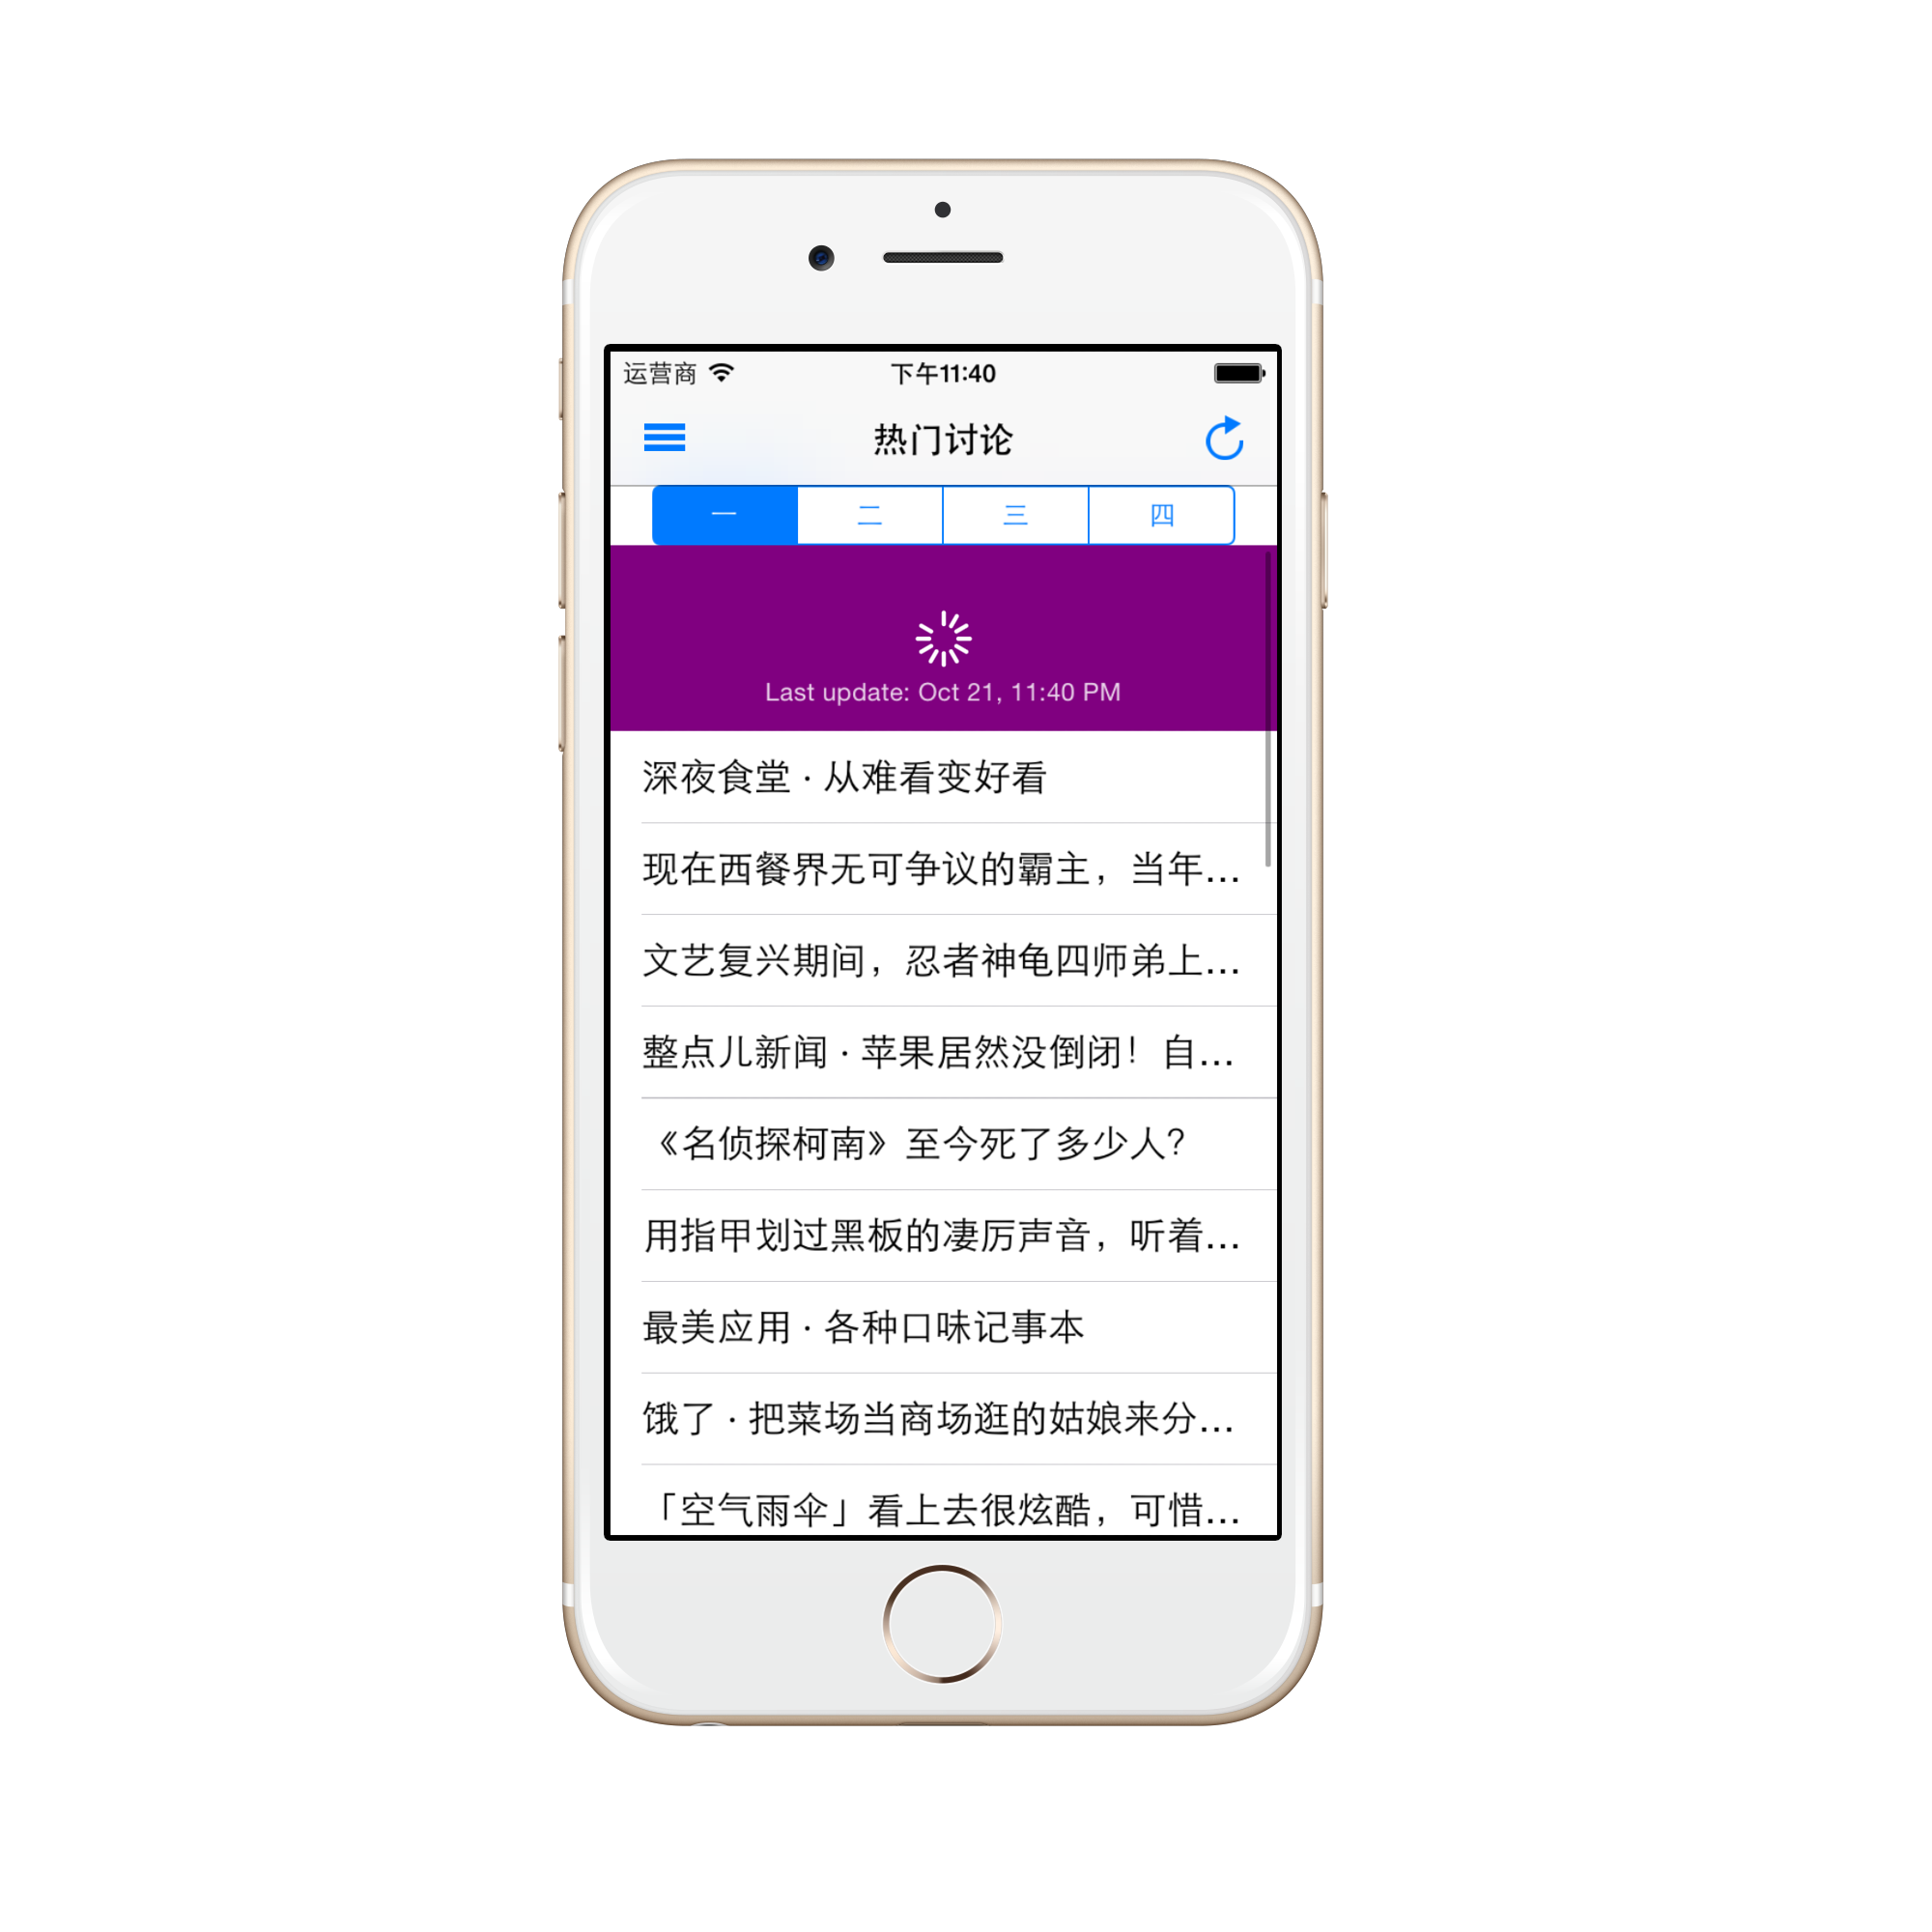 运营商 下午11:40
热门讨论
一 二 三 四
Last update: Oct 21, 11:40 PM
深夜食堂 · 从难看变好看
现在西餐界无可争议的霸主，当年...
文艺复兴期间，忍者神龟四师弟上...
整点儿新闻 · 苹果居然没倒闭！自...
《名侦探柯南》至今死了多少人？
用指甲划过黑板的凄厉声音，听着...
最美应用 · 各种口味记事本
饿了 · 把菜场当商场逛的姑娘来分...
「空气雨伞」看上去很炫酷，可惜...